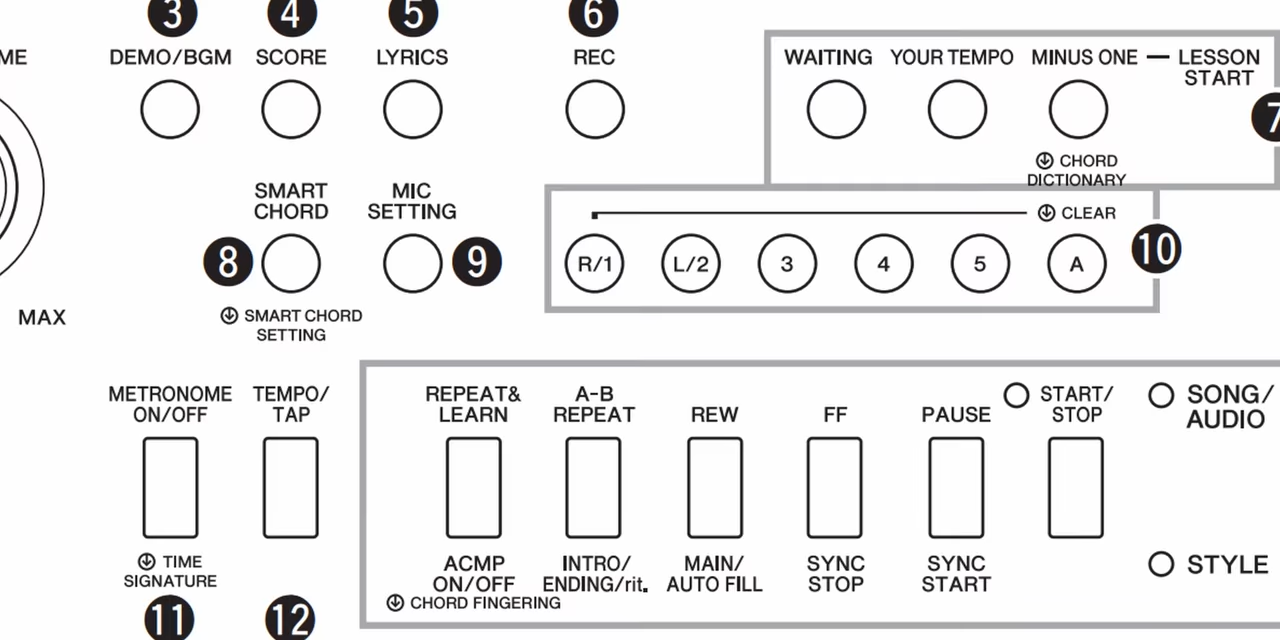 3 4 5 6
ME DEMO/BGM SCORE LYRICS REC WAITING YOUR TEMPO MINUS ONE — LESSON
START
7
CHORD
DICTIONARY
SMART MIC
CHORD SETTING
CLEAR
8 9 R/1 L/2 3 4 5 A 10
MAX
SMART CHORD
SETTING
METRONOME TEMPO/ REPEAT& A-B START/ SONG/
ON/OFF TAP LEARN REPEAT REW FF PAUSE STOP AUDIO
TIME ACMP INTRO/ MAIN/ SYNC SYNC STYLE
SIGNATURE ON/OFF ENDING/rit. AUTO FILL STOP START
CHORD FINGERING
11 12